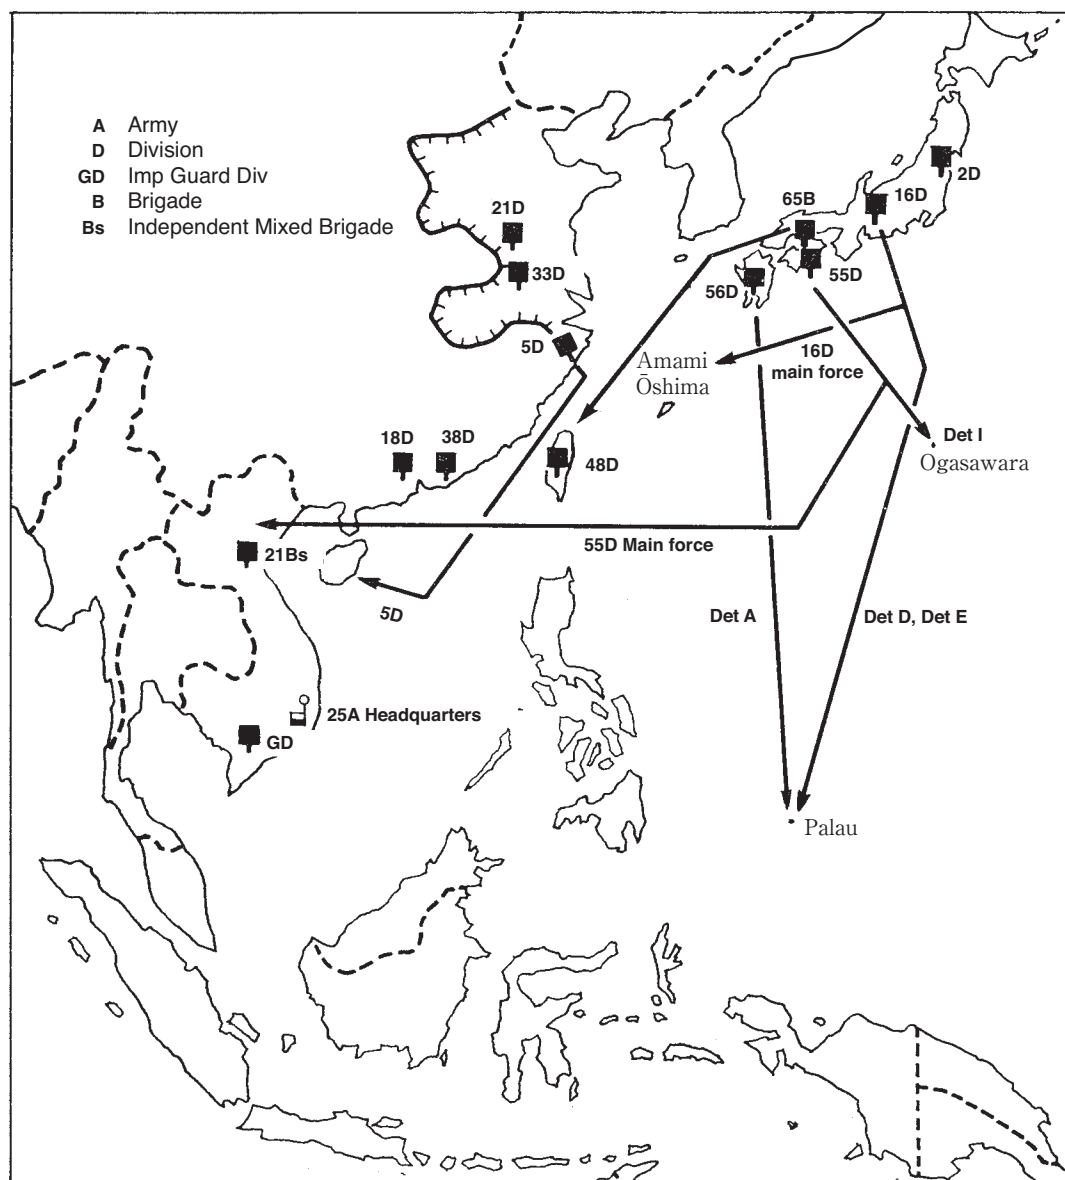 A Army
D Division
GD Imp Guard Div
B Brigade
Bs Independent Mixed Brigade
2D
16D
65B
21D
33D
55D
56D
5D
16D
main force
Amami
Ōshima
18D
38D
48D
Det I
Ogasawara
55D Main force
21Bs
5D
Det A
Det D, Det E
25A Headquarters
GD
Palau